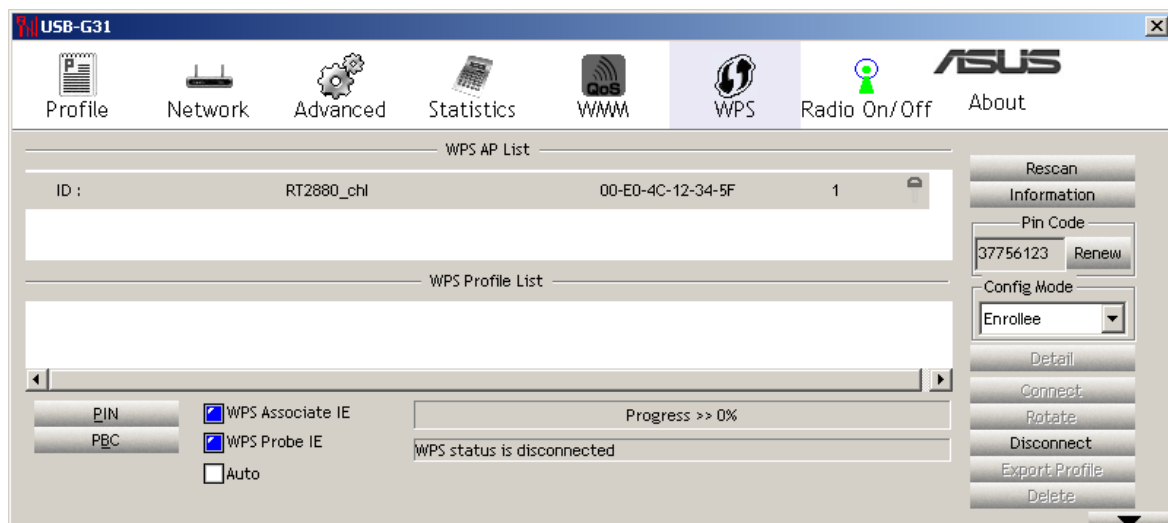 USB-G31
Profile Network Advanced Statistics QoS WMM WPS Radio On/Off ASUS About
WPS AP List
ID : RT2880_chl 00-E0-4C-12-34-5F 1
WPS Profile List
PIN
PBC
WPS Associate IE
WPS Probe IE
Auto
Progress >> 0%
WPS status is disconnected
Rescan
Information
Pin Code
37756123 Renew
Config Mode
Enrollee
Detail
Connect
Rotate
Disconnect
Export Profile
Delete